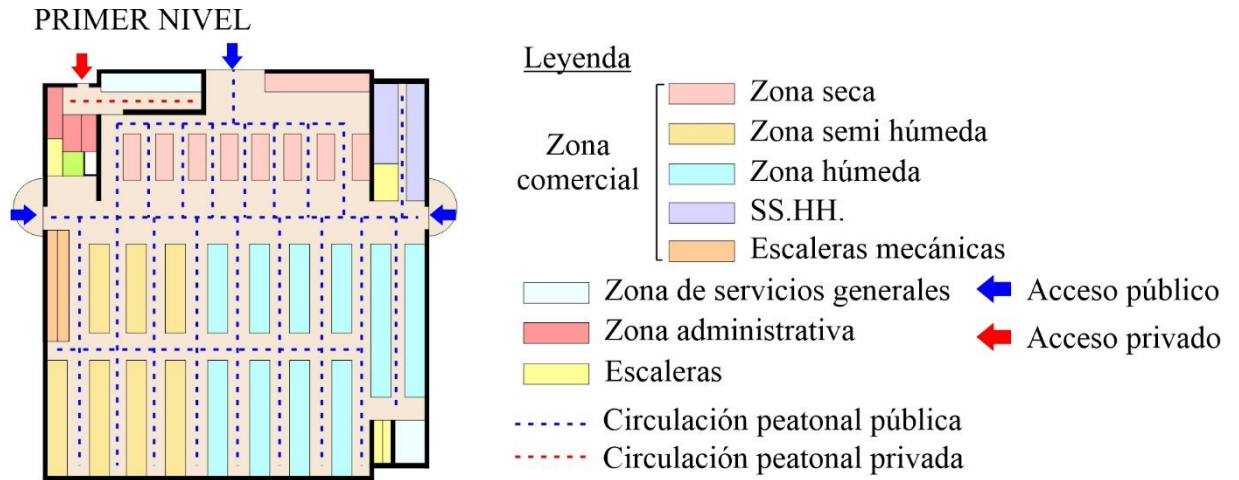 PRIMER NIVEL
Leyenda
Zona comercial
Zona seca
Zona semi húmeda
Zona húmeda
SS.HH.
Escaleras mecánicas
Zona de servicios generales
Zona administrativa
Escaleras
Circulación peatonal pública
Circulación peatonal privada
Acceso público
Acceso privado